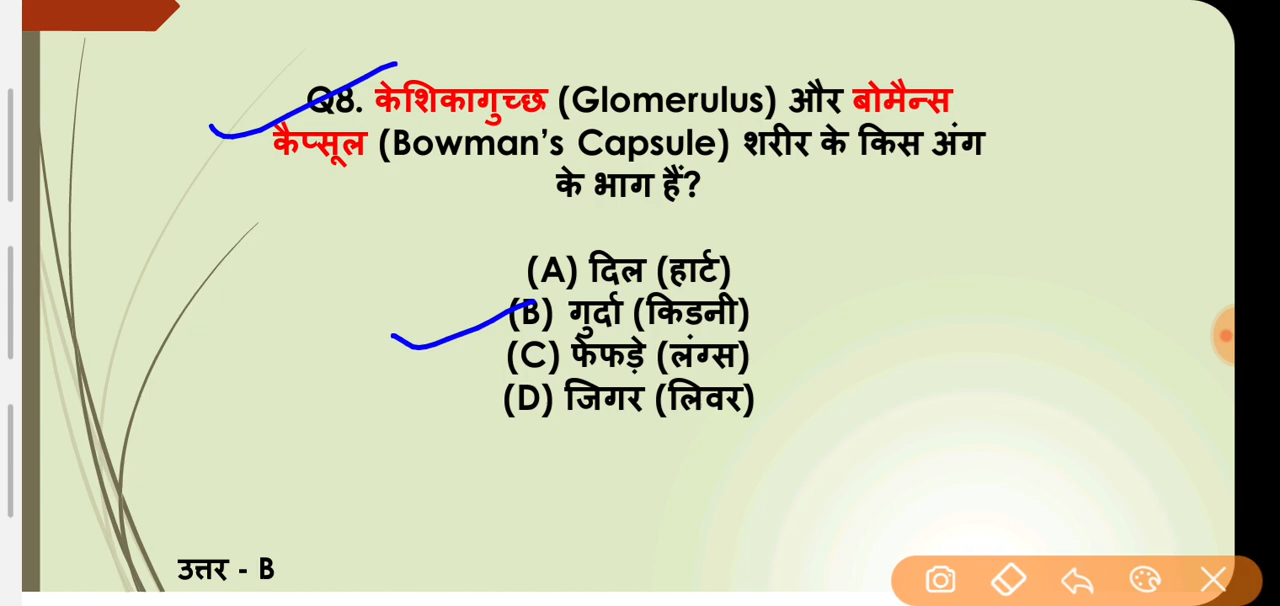 Q8. केशिकागुच्छ (Glomerulus) और बोमैन्स
कैप्सूल (Bowman’s Capsule) शरीर के किस अंग
के भाग हैं?
(A) दिल (हार्ट)
(B) गुर्दा (किडनी)
(C) फेफड़े (लंग्स)
(D) जिगर (लिवर)
उत्तर - B